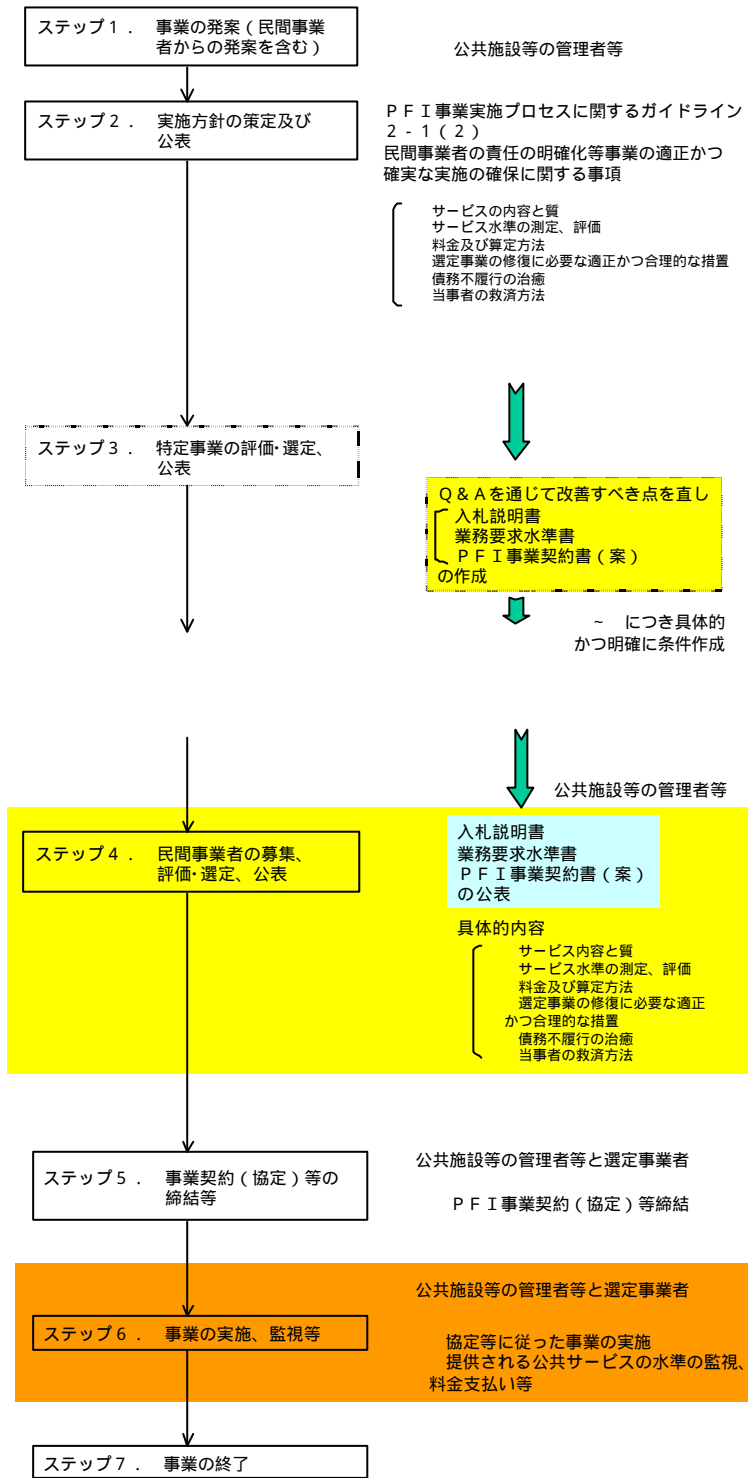 ステップ１． 事業の発案（民間事業
者からの発案を含む）
公共施設等の管理者等
ステップ２． 実施方針の策定及び
公表
ＰＦＩ事業実施プロセスに関するガイドライン
２‐１（２）
民間事業者の責任の明確化等事業の適正かつ
確実な実施の確保に関する事項
サービスの内容と質
サービス水準の測定、評価
料金及び算定方法
選定事業の修復に必要な適正かつ合理的な措置
債務不履行の治癒
当事者の救済方法
ステップ３． 特定事業の評価・選定、
公表
Ｑ＆Ａを通じて改善すべき点を直し
入札説明書
業務要求水準書
ＰＦＩ事業契約書（案）
の作成
～ につき具体的
かつ明確に条件作成
公共施設等の管理者等
ステップ４． 民間事業者の募集、
評価・選定、公表
入札説明書
業務要求水準書
ＰＦＩ事業契約書（案）
の公表
具体的内容
サービス内容と質
サービス水準の測定、評価
料金及び算定方法
選定事業の修復に必要な適正
かつ合理的な措置
債務不履行の治癒
当事者の救済方法
ステップ５． 事業契約（協定）等の
締結等
公共施設等の管理者等と選定事業者
ＰＦＩ事業契約（協定）等締結
公共施設等の管理者等と選定事業者
ステップ６． 事業の実施、監視等
協定等に従った事業の実施
提供される公共サービスの水準の監視、
料金支払い等
ステップ７． 事業の終了